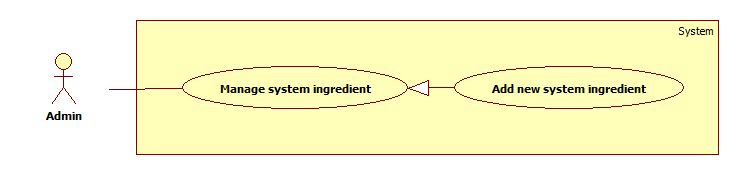 System
Manage system ingredient
Add new system ingredient
Admin